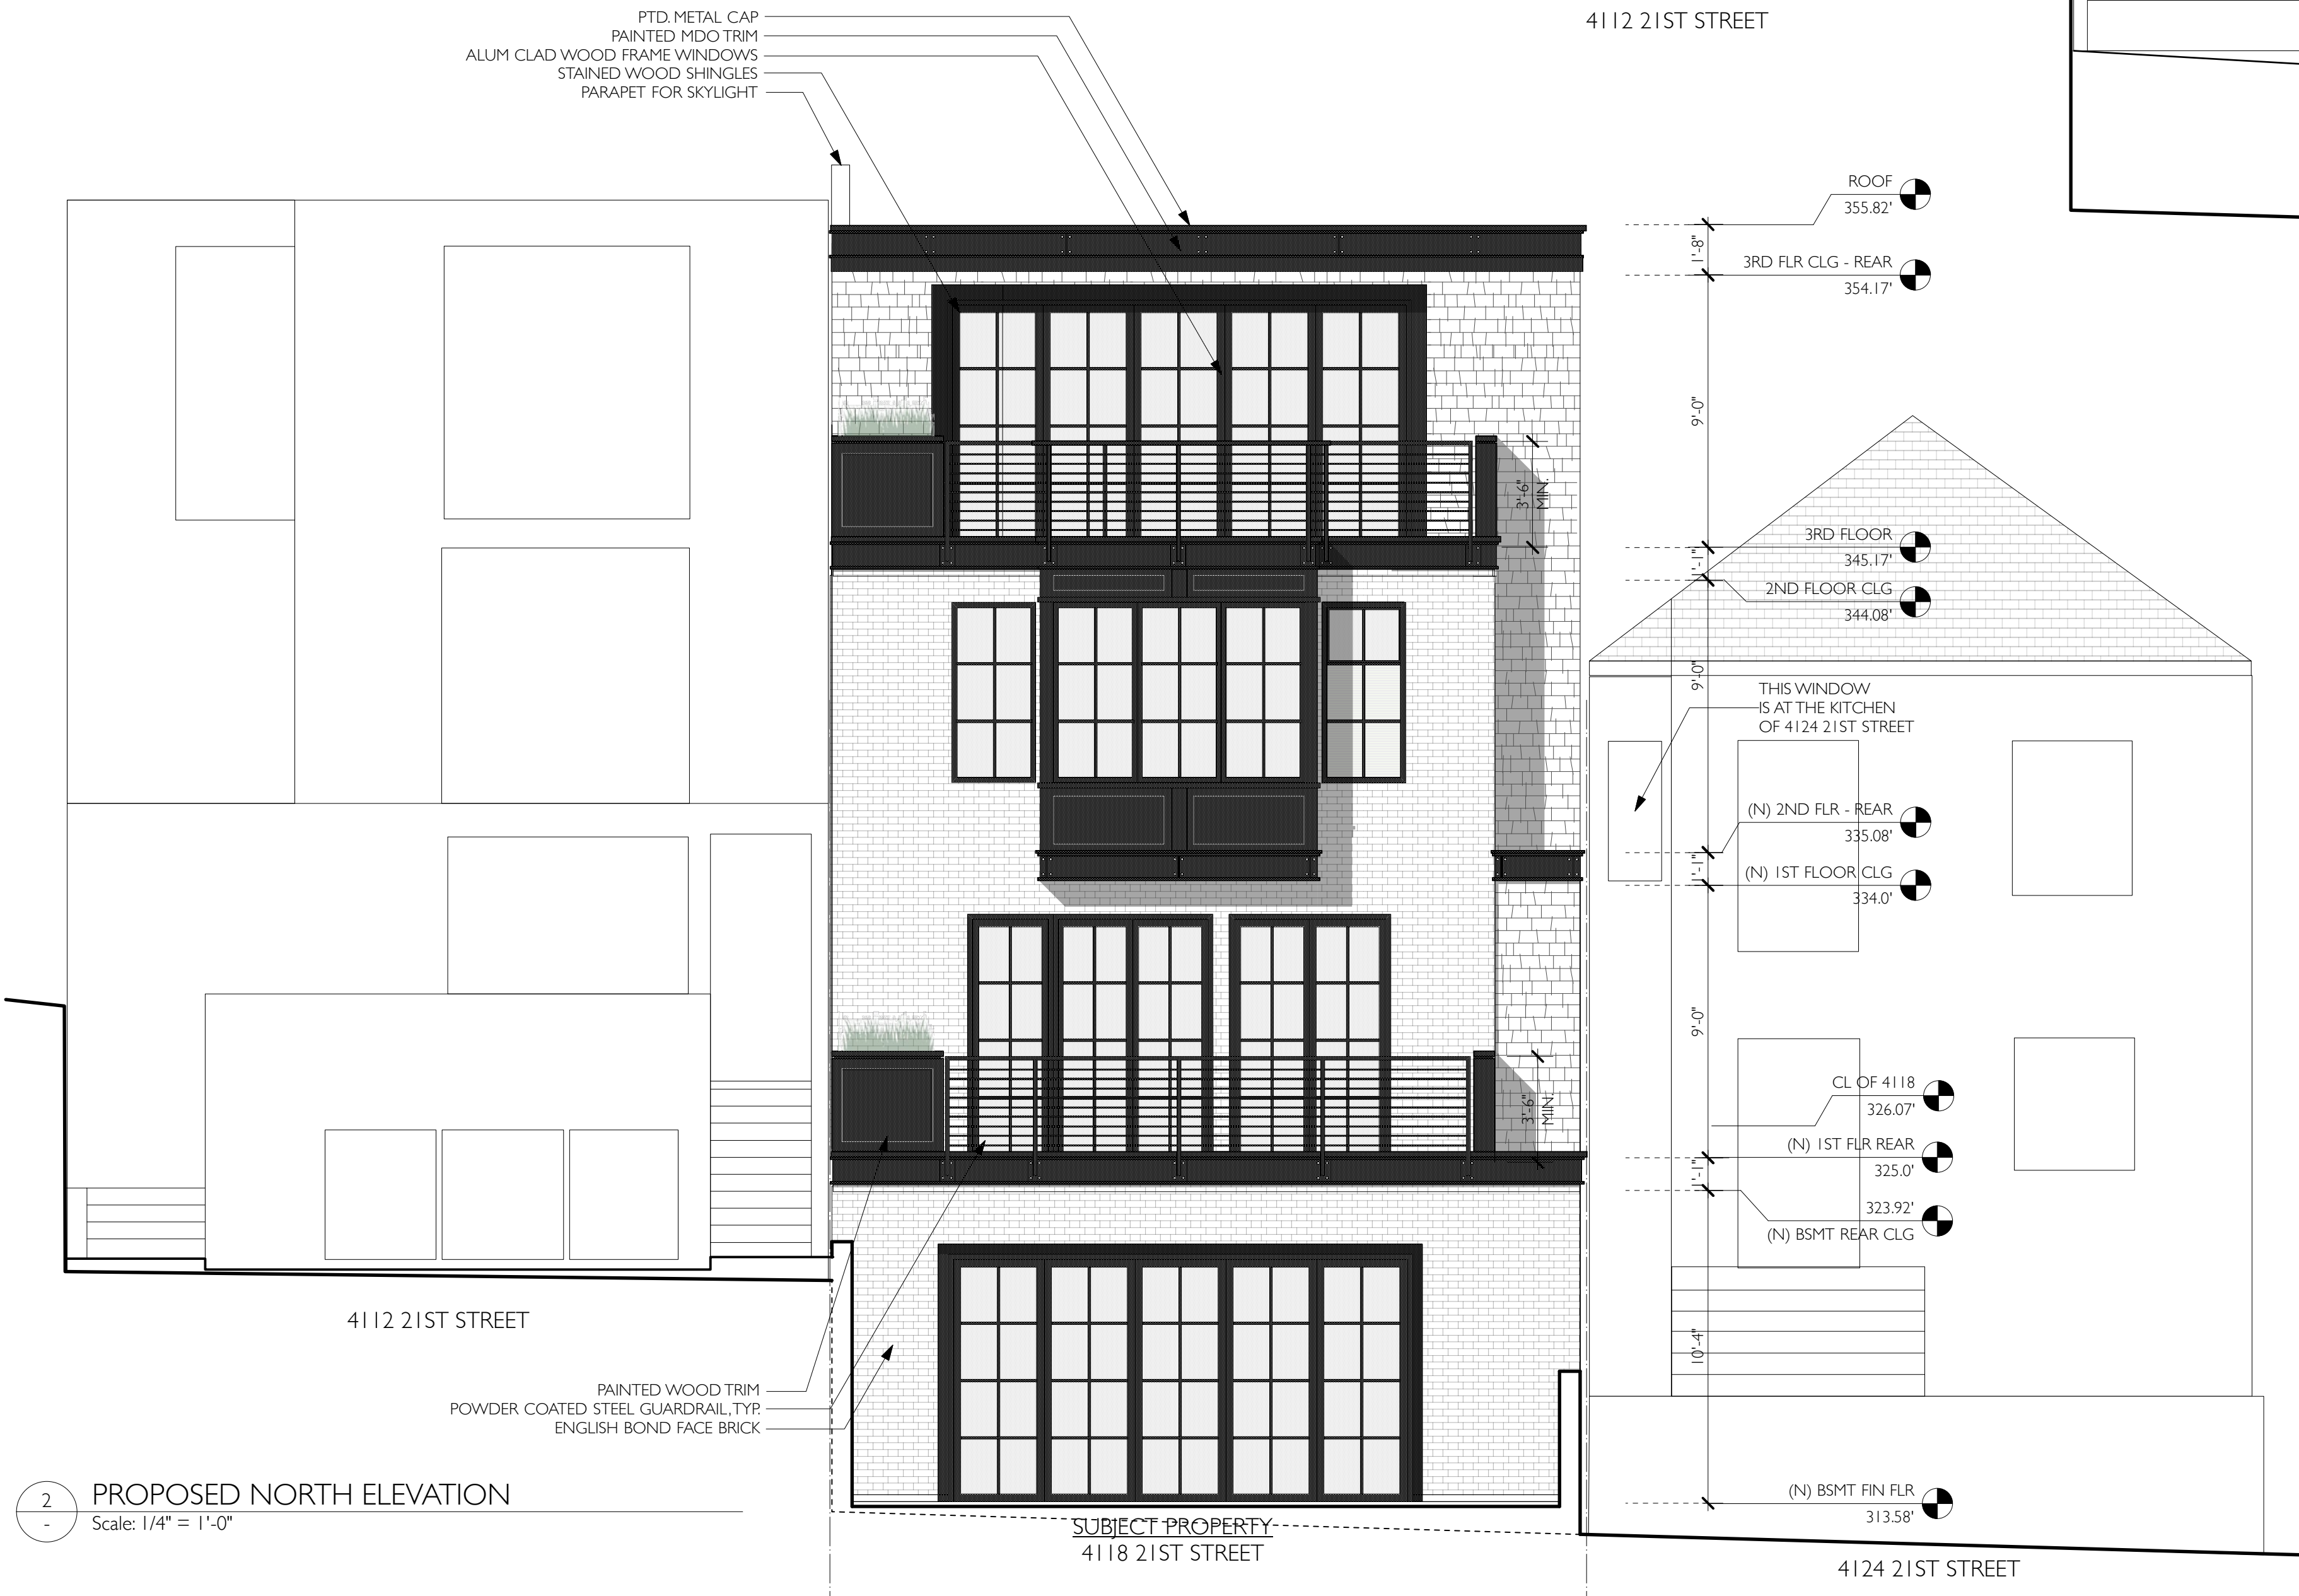 PTD. METAL CAP
PAINTED MDO TRIM
ALUM CLAD WOOD FRAME WINDOWS
STAINED WOOD SHINGLES
PARAPET FOR SKYLIGHT
4112 21ST STREET
ROOF
355.82'
1'-8"
3RD FLR CLG - REAR
354.17'
9'-0"
3'-6"
MIN.
3RD FLOOR
345.17'
1'-1"
2ND FLOOR CLG
344.08'
9'-0"
THIS WINDOW
IS AT THE KITCHEN
OF 4124 21ST STREET
(N) 2ND FLR - REAR
335.08'
1'-1"
(N) 1ST FLOOR CLG
334.0'
9'-0"
3'-6"
MIN.
CL OF 4118
326.07'
(N) 1ST FLR REAR
325.0'
1'-1"
323.92'
(N) BSMT REAR CLG
10'-4"
4112 21ST STREET
PAINTED WOOD TRIM
POWDER COATED STEEL GUARDRAIL, TYP.
ENGLISH BOND FACE BRICK
(N) BSMT FIN FLR
313.58'
2
-
PROPOSED NORTH ELEVATION
Scale: 1/4" = 1'-0"
SUBJECT PROPERTY
4118 21ST STREET
4124 21ST STREET